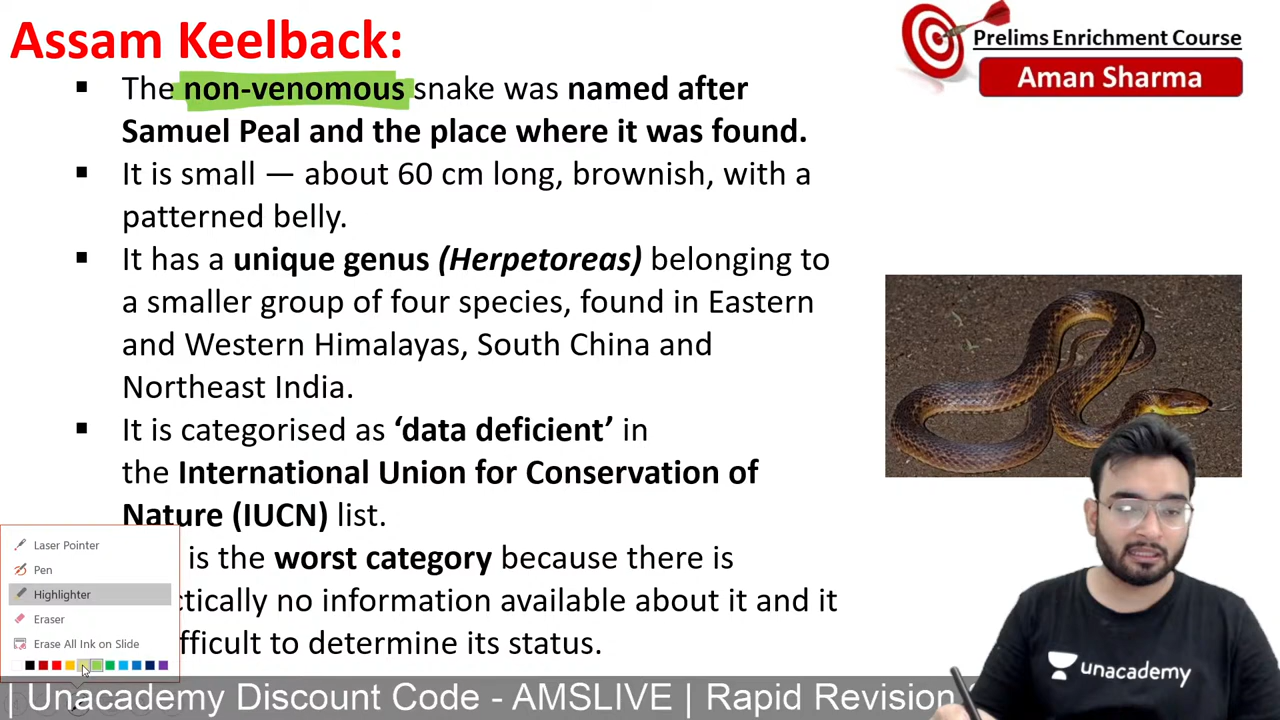 Assam Keelback:
Prelims Enrichment Course
Aman Sharma
▪ The non-venomous snake was named after
Samuel Peal and the place where it was found.
▪ It is small — about 60 cm long, brownish, with a
patterned belly.
▪ It has a unique genus (Herpetoreas) belonging to
a smaller group of four species, found in Eastern
and Western Himalayas, South China and
Northeast India.
▪ It is categorised as ‘data deficient’ in
the International Union for Conservation of
Nature (IUCN) list.
is the worst category because there is
ctically no information available about it and it
fficult to determine its status.
Laser Pointer
Pen
Highlighter
Eraser
Erase All Ink on Slide
unacademy
| Unacademy Discount Code - AMSLIVE | Rapid Revision